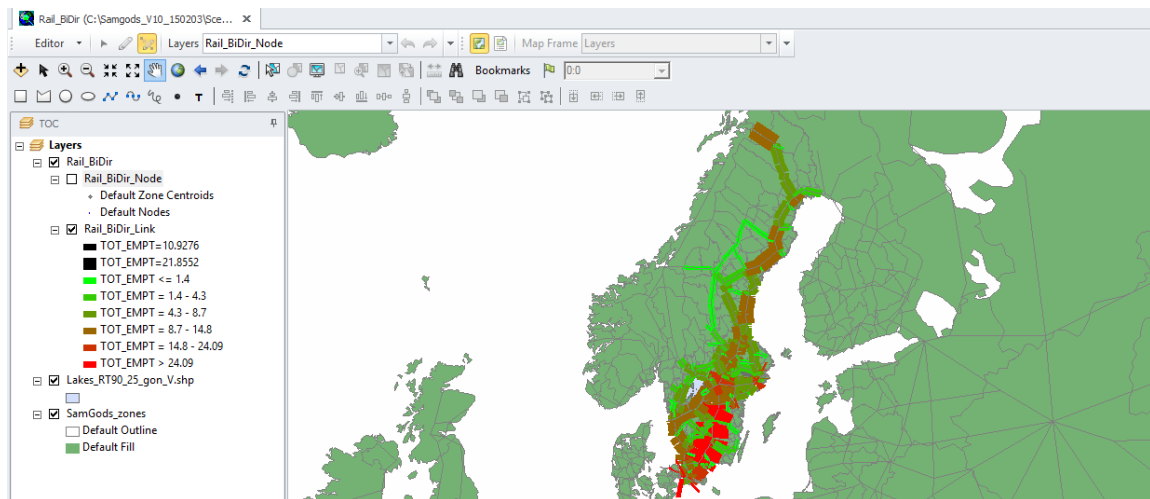 Rail_BiDir (C:\Samgods_V10_150203\Sce...
Editor Layers Rail_BiDir_Node Map Frame Layers
Bookmarks 0:0
T
TOC
Layers
Rail_BiDir
Rail_BiDir_Node
Default Zone Centroids
Default Nodes
Rail_BiDir_Link
TOT_EMPT=10.9276
TOT_EMPT=21.8552
TOT_EMPT <= 1.4
TOT_EMPT = 1.4 - 4.3
TOT_EMPT = 4.3 - 8.7
TOT_EMPT = 8.7 - 14.8
TOT_EMPT = 14.8 - 24.09
TOT_EMPT > 24.09
Lakes_RT90_25_gon_V.shp
SamGods_zones
Default Outline
Default Fill